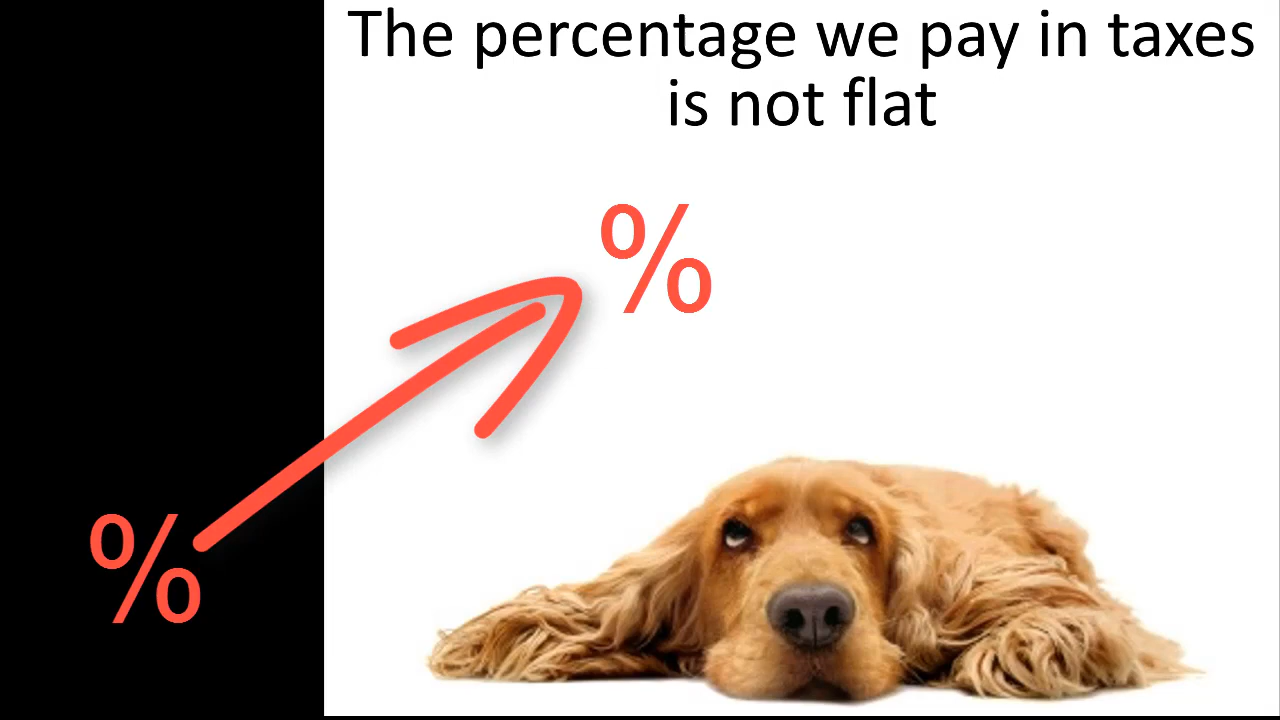 The percentage we pay in taxes
is not flat
%
%